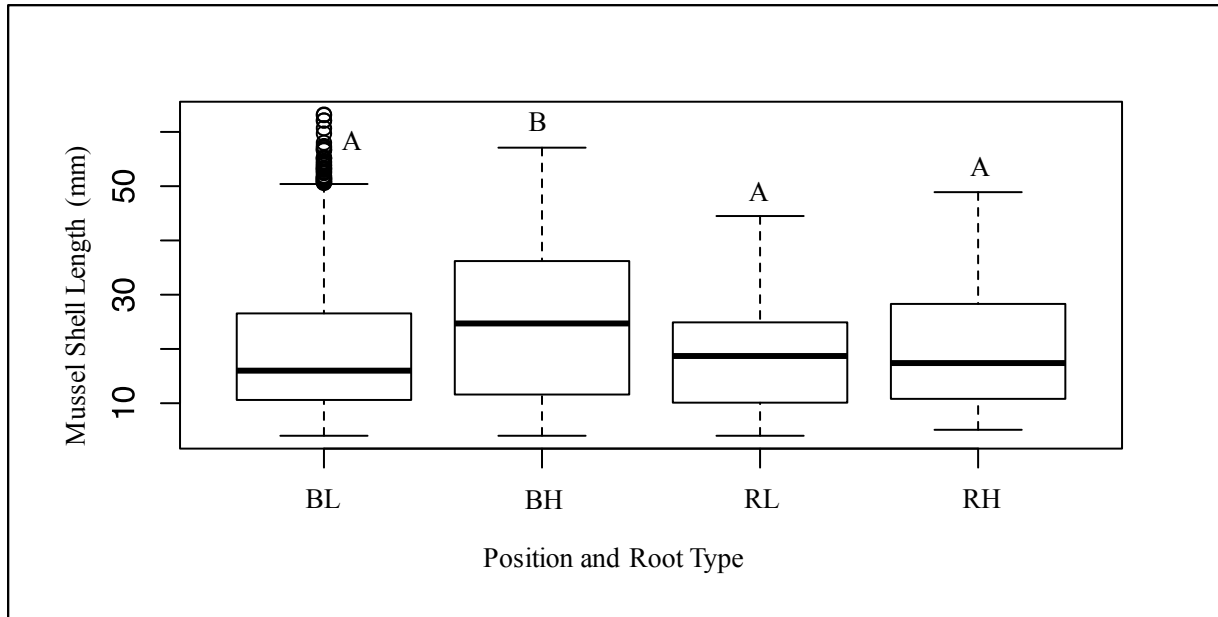 Mussel Shell Length (mm)
50
30
10
A
B
A
A
BL
BH
RL
RH
Position and Root Type